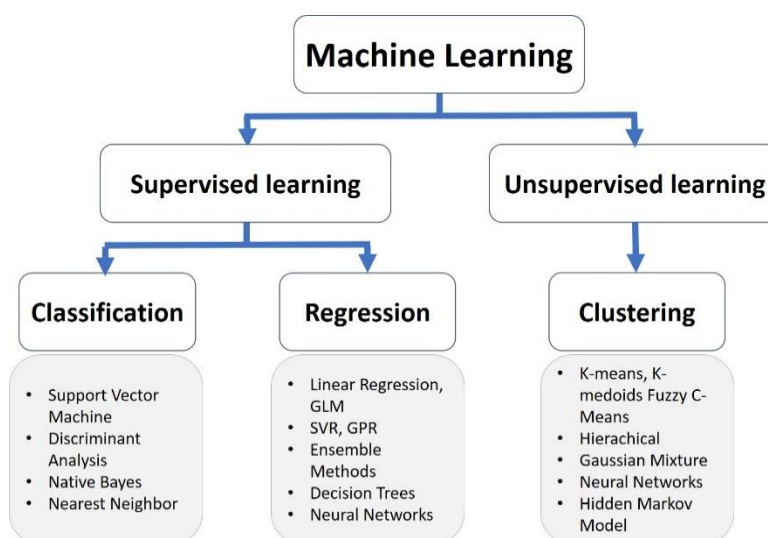 Machine Learning
Supervised learning
Unsupervised learning
Classification
Regression
Clustering
• Support Vector
Machine
• Discriminant
Analysis
• Native Bayes
• Nearest Neighbor
• Linear Regression,
GLM
• SVR, GPR
• Ensemble
Methods
• Decision Trees
• Neural Networks
• K-means, K-
medoids Fuzzy C-
Means
• Hierachical
• Gaussian Mixture
• Neural Networks
• Hidden Markov
Model